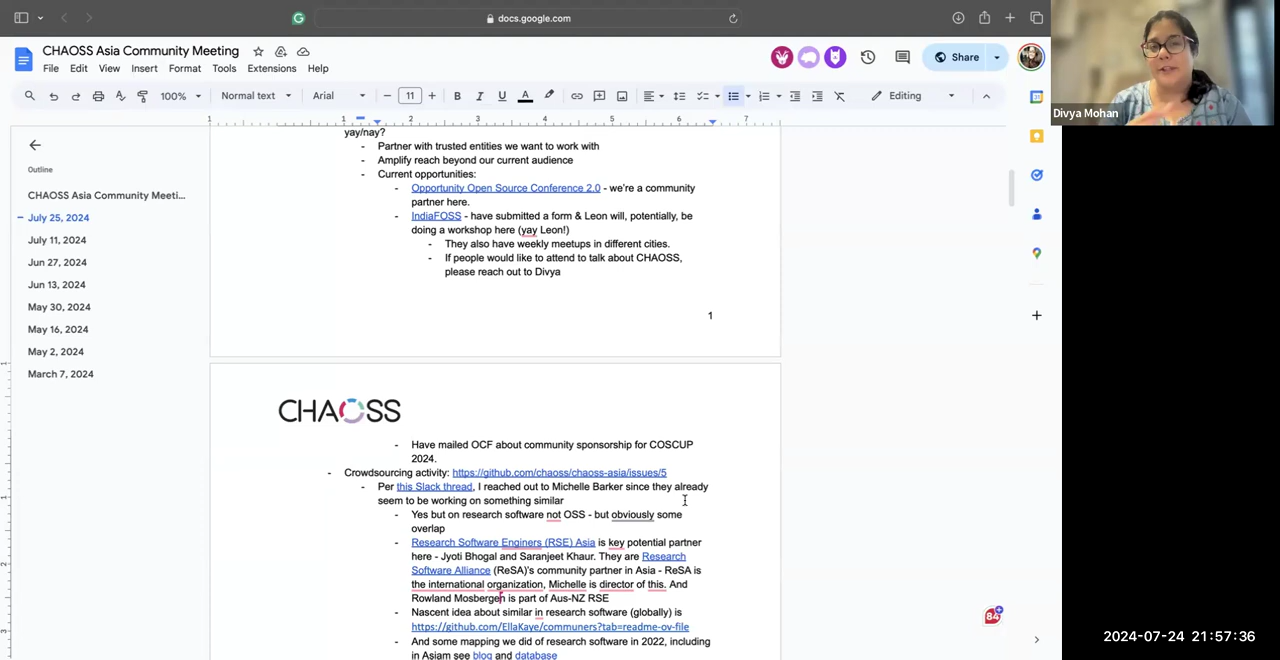 docs.google.com
CHAOSS Asia Community Meeting
File Edit View Insert Format Tools Extensions Help
Share
100% Normal text Arial 11 Editing
1 1 2 3 4 5 6 7
Divya Mohan
Outline
CHAOSS Asia Community Meeti...
July 25, 2024
July 11, 2024
Jun 27, 2024
Jun 13, 2024
May 30, 2024
May 16, 2024
May 2, 2024
March 7, 2024
yay/nay?
- Partner with trusted entities we want to work with
- Amplify reach beyond our current audience
- Current opportunities:
- Opportunity Open Source Conference 2.0 - we're a community
partner here.
- IndiaFOSS - have submitted a form & Leon will, potentially, be
doing a workshop here (yay Leon!)
- They also have weekly meetups in different cities.
- If people would like to attend to talk about CHAOSS,
please reach out to Divya
1
CHAOSS
- Have mailed OCF about community sponsorship for COSCUP
2024.
- Crowdsourcing activity: https://github.com/chaoss/chaoss-asia/issues/5
- Per this Slack thread, I reached out to Michelle Barker since they already
seem to be working on something similar
- Yes but on research software not OSS - but obviously some
overlap
- Research Software Enginers (RSE) Asia is key potential partner
here - Jyoti Bhogal and Saranjeet Khaur. They are Research
Software Alliance (ReSA)'s community partner in Asia - ReSA is
the international organization, Michelle is director of this. And
Rowland Mosbergen is part of Aus-NZ RSE
- Nascent idea about similar in research software (globally) is
https://github.com/EllaKaye/communers?tab=readme-ov-file
- And some mapping we did of research software in 2022, including
in Asiam see blog and database
84
2024-07-24 21:57:36